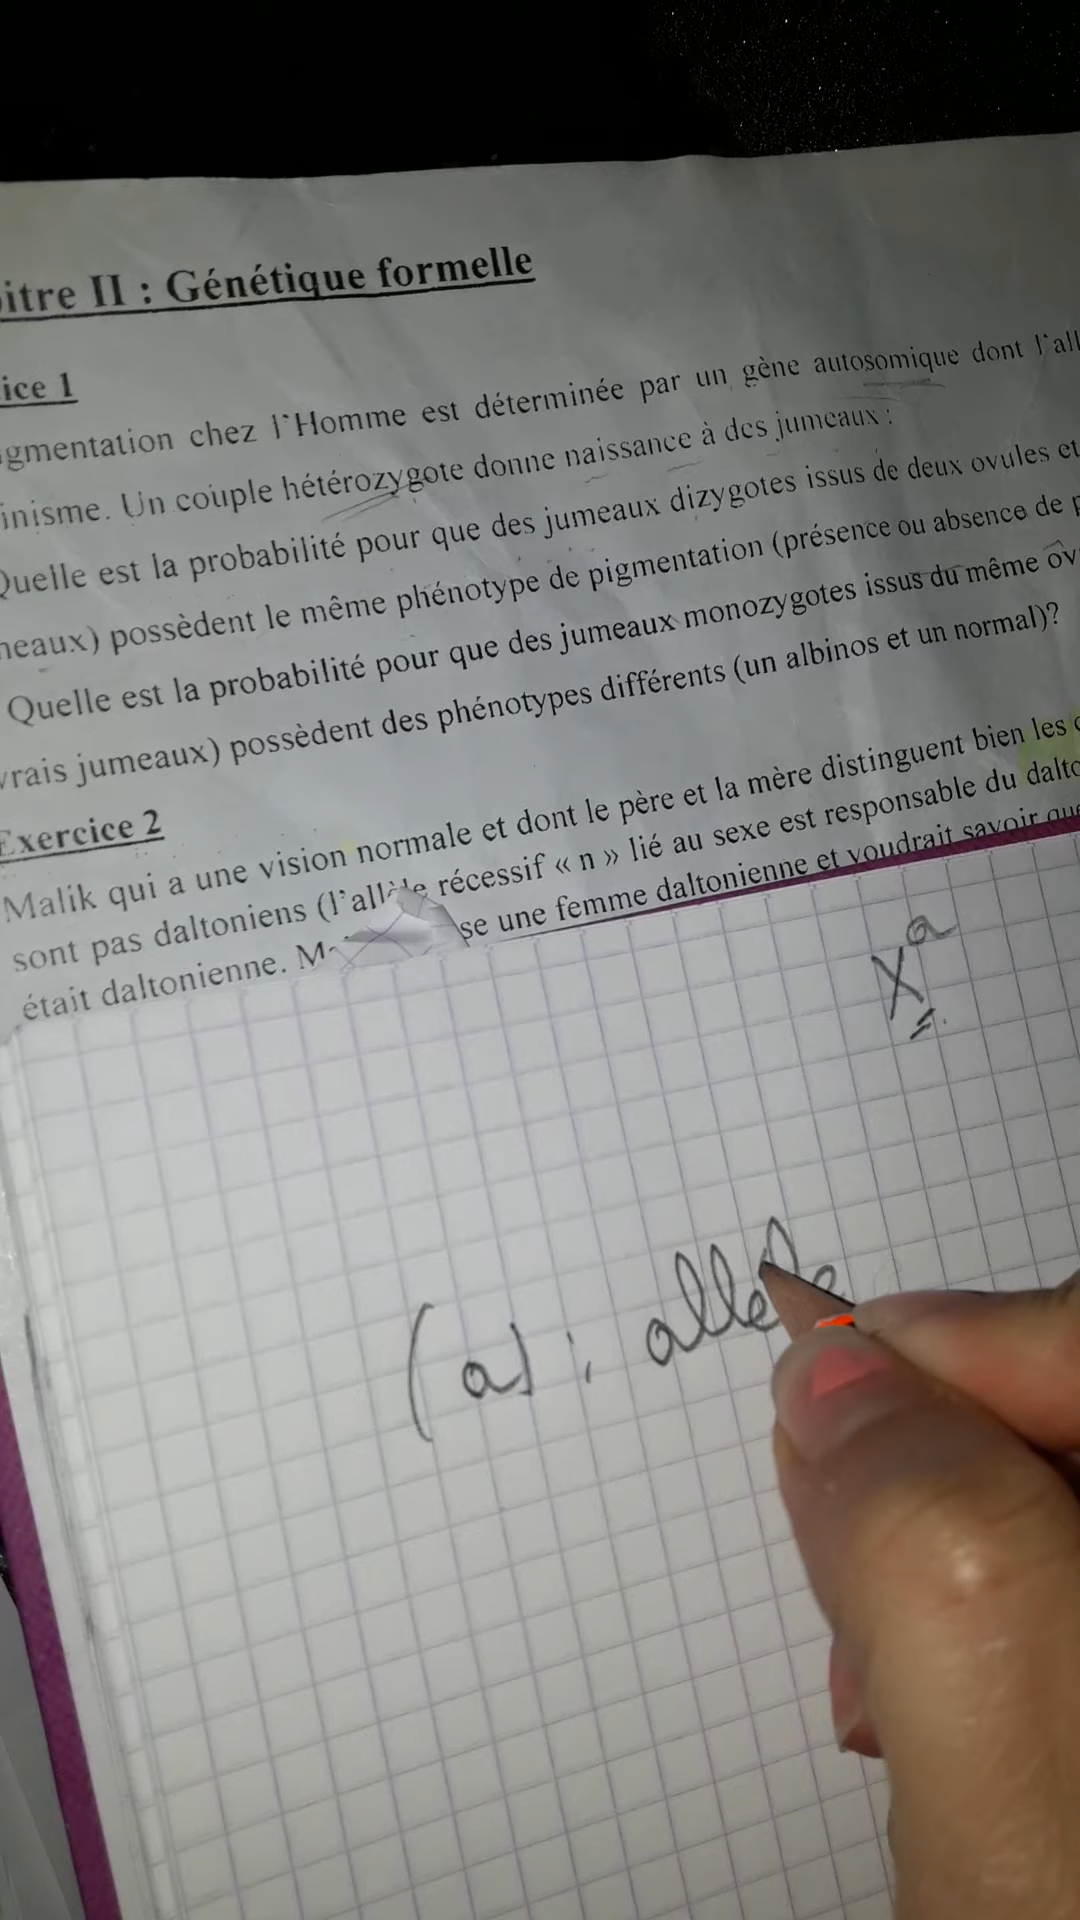 itre II : Génétique formelle
ice 1
gmentation chez l'Homme est déterminée par un gène autosomique dont l'all
inisme. Un couple hétérozygote donne naissance à des jumeaux :
Quelle est la probabilité pour que des jumeaux dizygotes issus de deux ovules et
neaux) possèdent le même phénotype de pigmentation (présence ou absence de p
Quelle est la probabilité pour que des jumeaux monozygotes issus du même ov
vrais jumeaux) possèdent des phénotypes différents (un albinos et un normal)?
Exercice 2
Malik qui a une vision normale et dont le père et la mère distinguent bien les c
sont pas daltoniens (l'allèle récessif « n » lié au sexe est responsable du dalto
était daltonienne. M se une femme daltonienne et voudrait savoir que
X a
(a) : allele